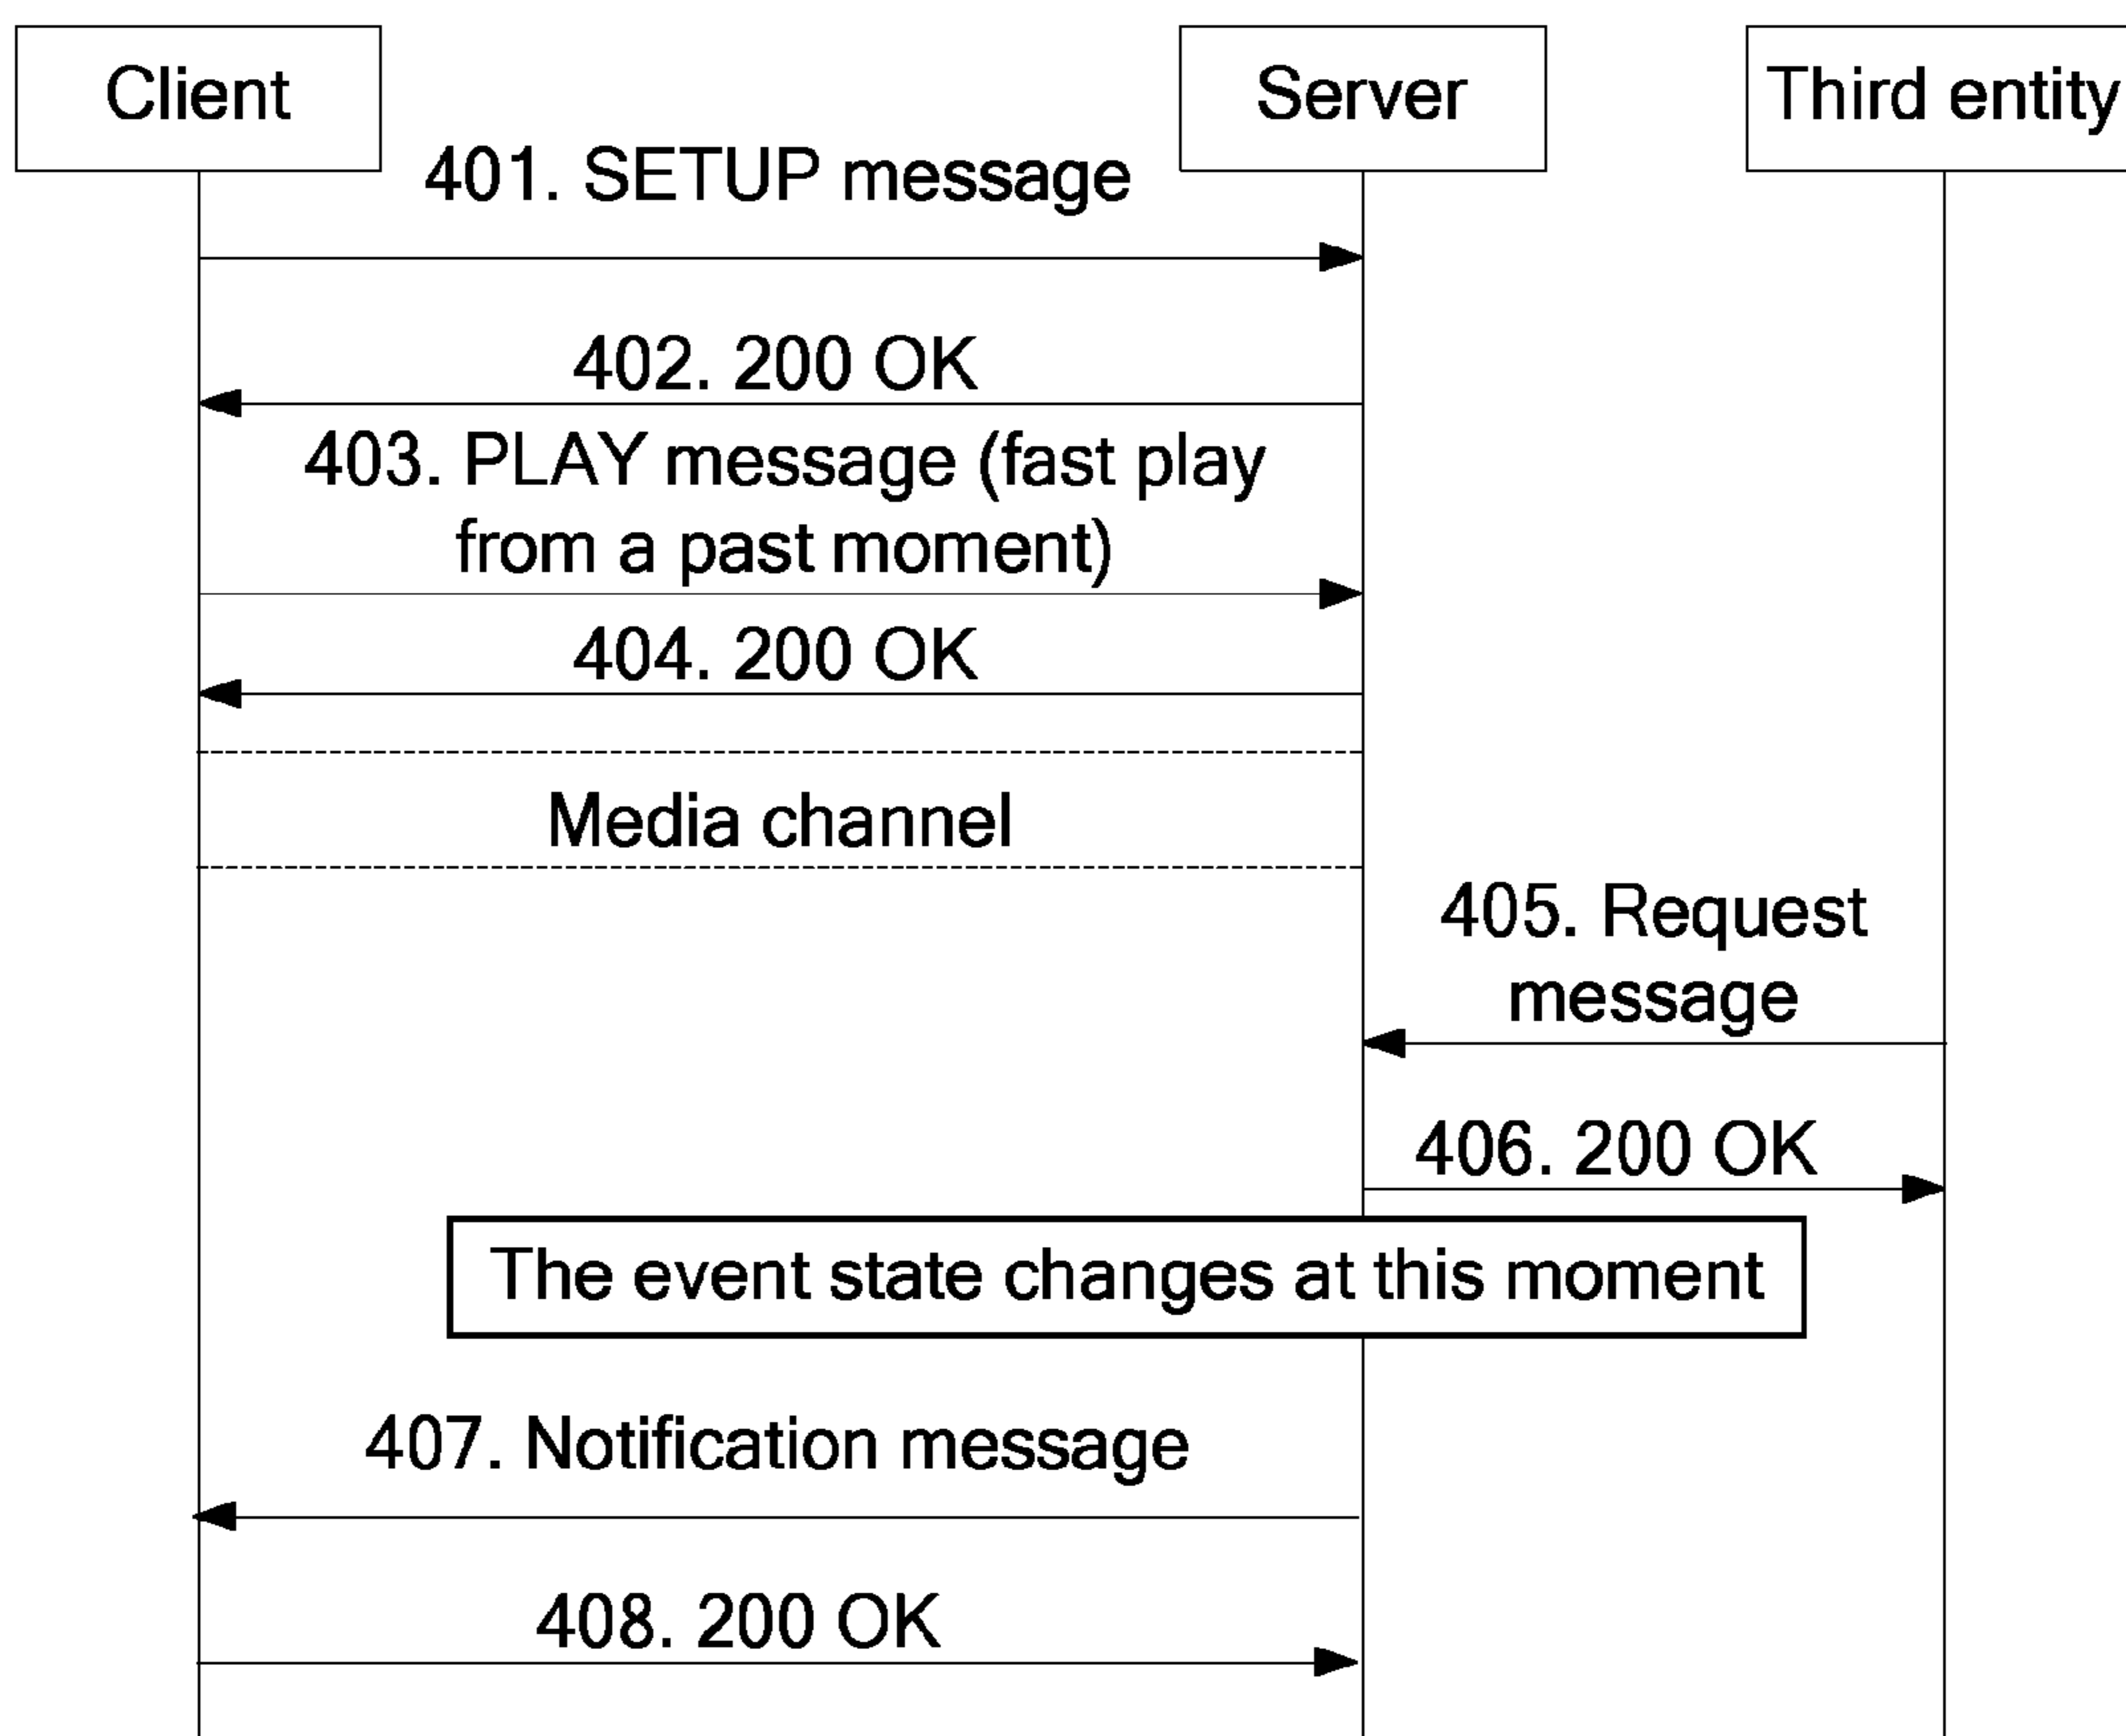 Client
Server
Third entity
401. SETUP message
402. 200 OK
403. PLAY message (fast play
from a past moment)
404. 200 OK
Media channel
405. Request
message
406. 200 OK
The event state changes at this moment
407. Notification message
408. 200 OK